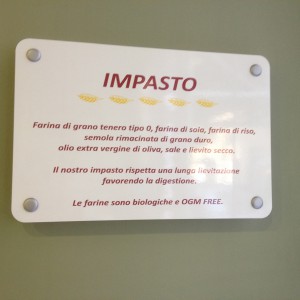 IMPASTO
Farina di grano tenero tipo 0, farina di soia, farina di riso,
semola rimacinata di grano duro,
olio extra vergine di oliva, sale e lievito secco.
Il nostro impasto rispetta una lunga lievitazione
favorendo la digestione.
Le farine sono biologiche e OGM FREE.